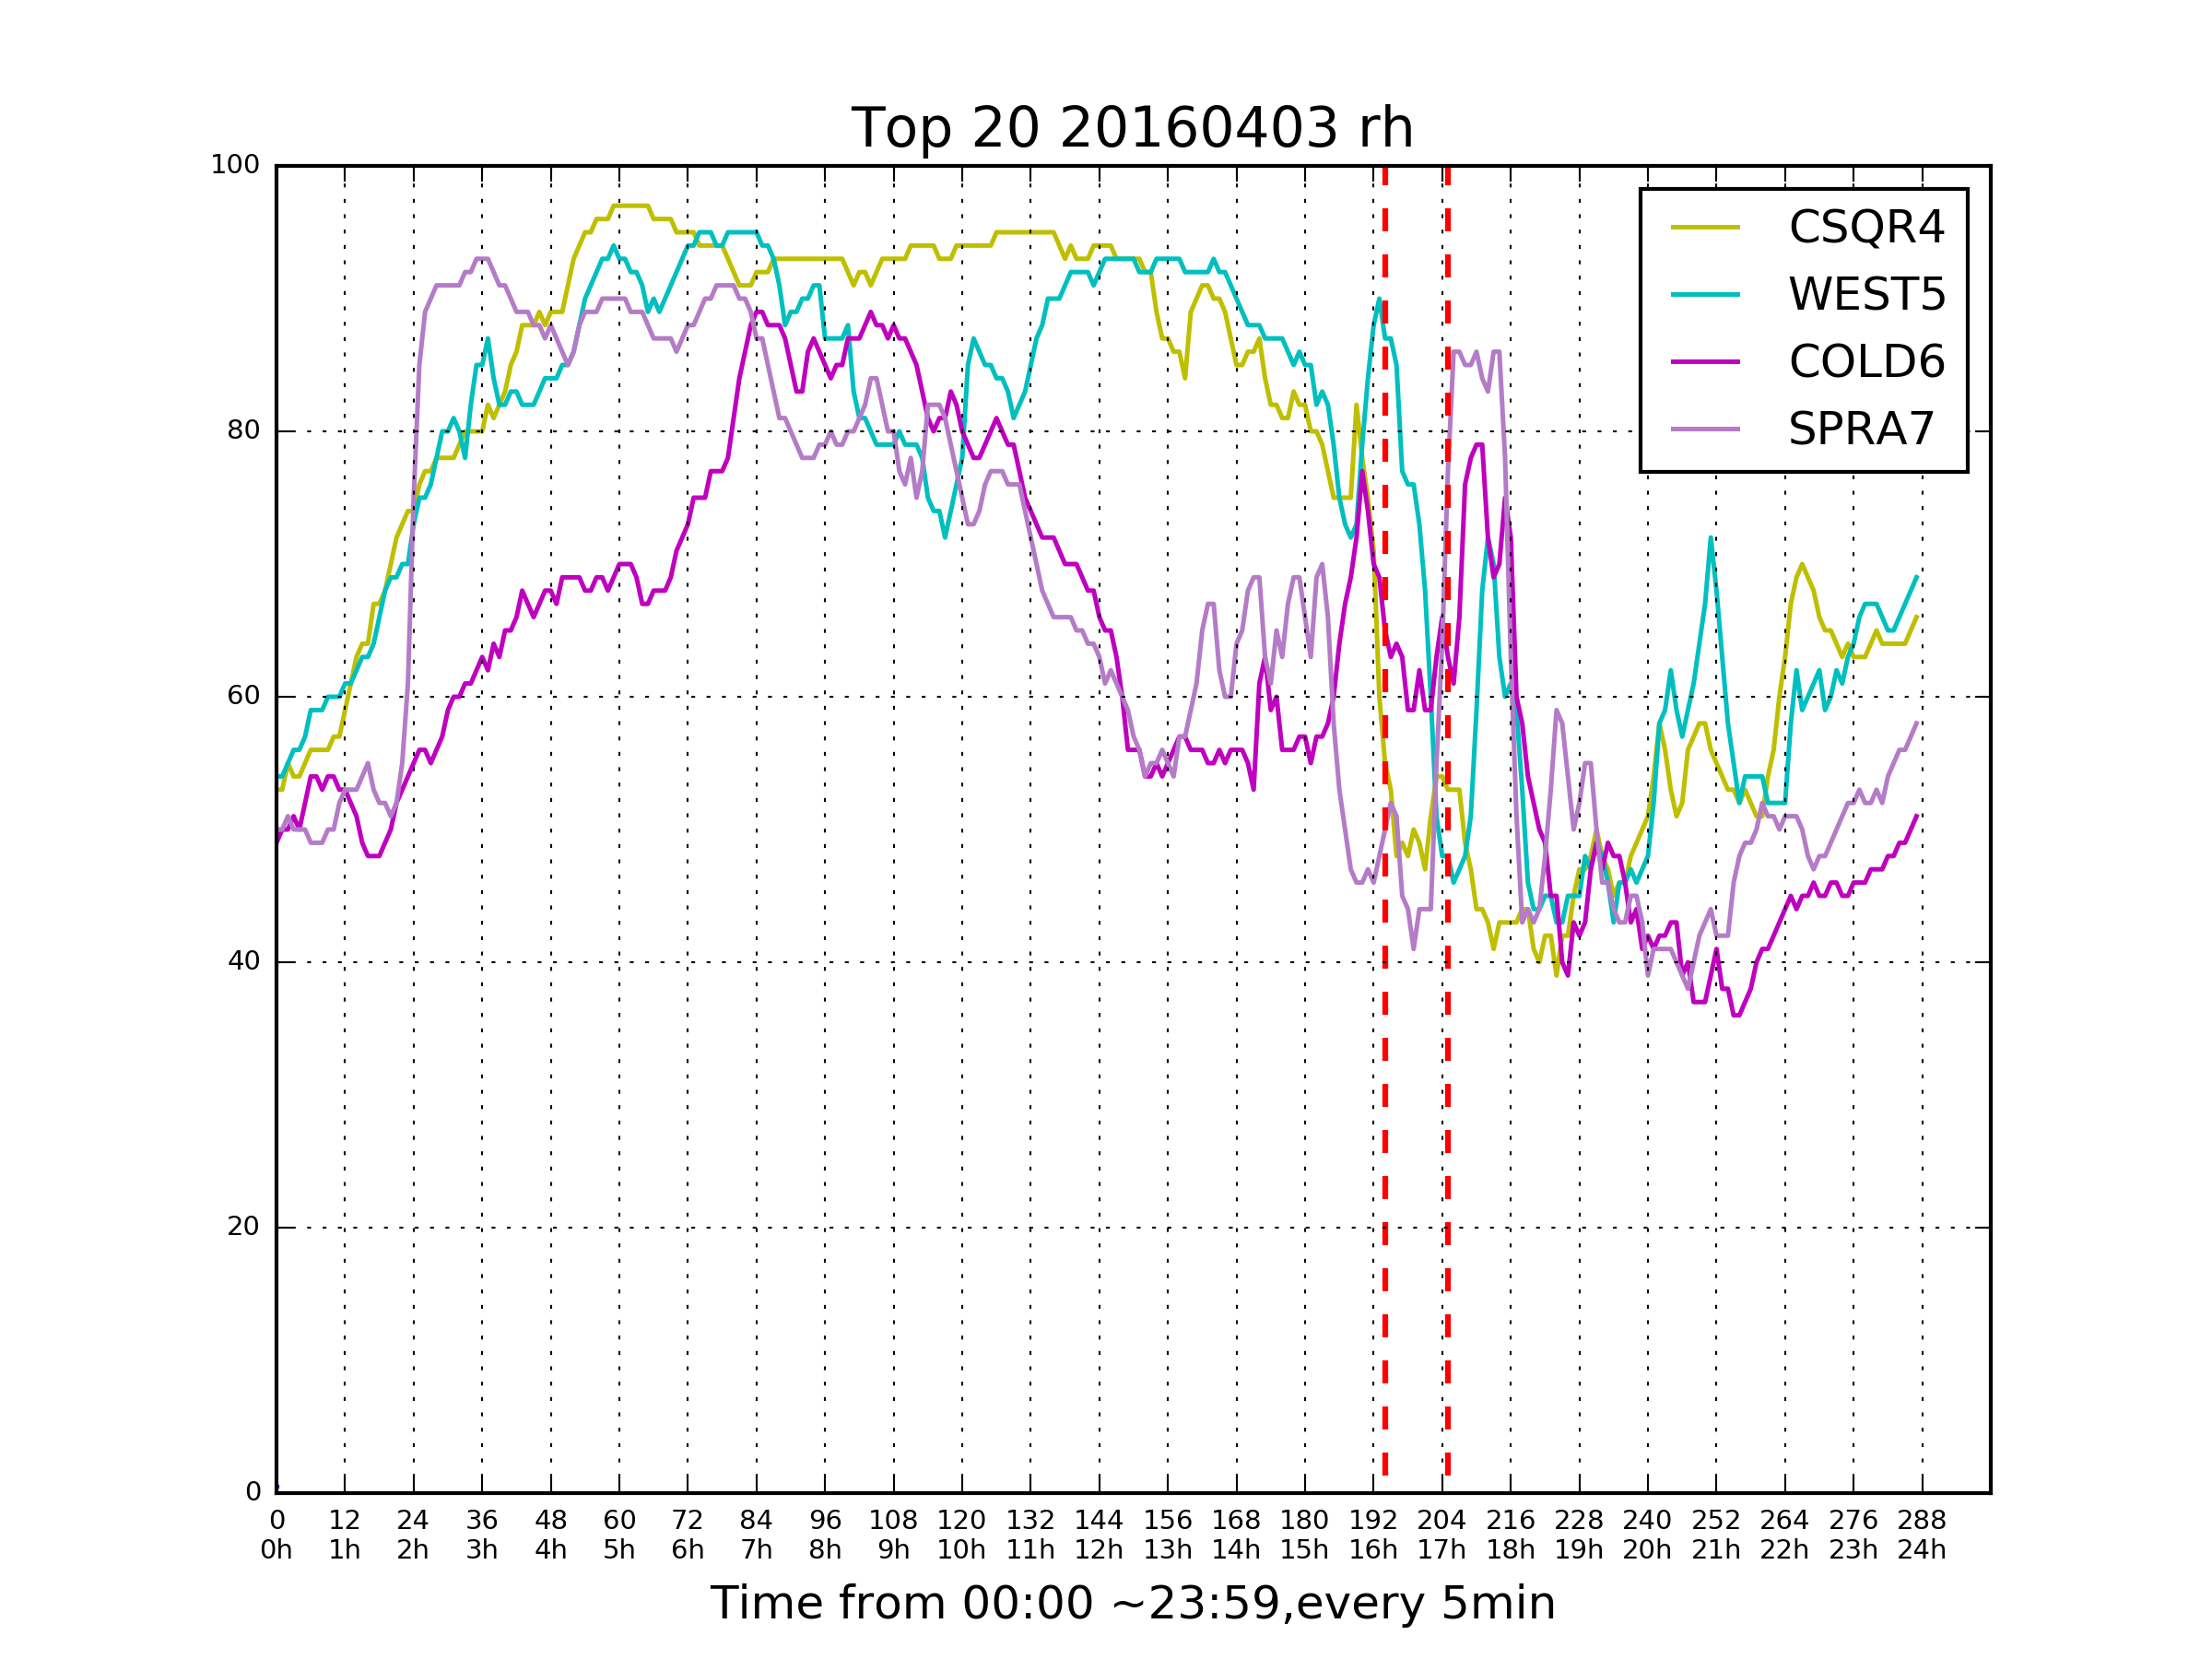 Top 20 20160403 rh
100
80
60
40
20
0
CSQR4
WEST5
COLD6
SPRA7
0 12 24 36 48 60 72 84 96 108 120 132 144 156 168 180 192 204 216 228 240 252 264 276 288
0h 1h 2h 3h 4h 5h 6h 7h 8h 9h 10h 11h 12h 13h 14h 15h 16h 17h 18h 19h 20h 21h 22h 23h 24h
Time from 00:00 ~23:59,every 5min